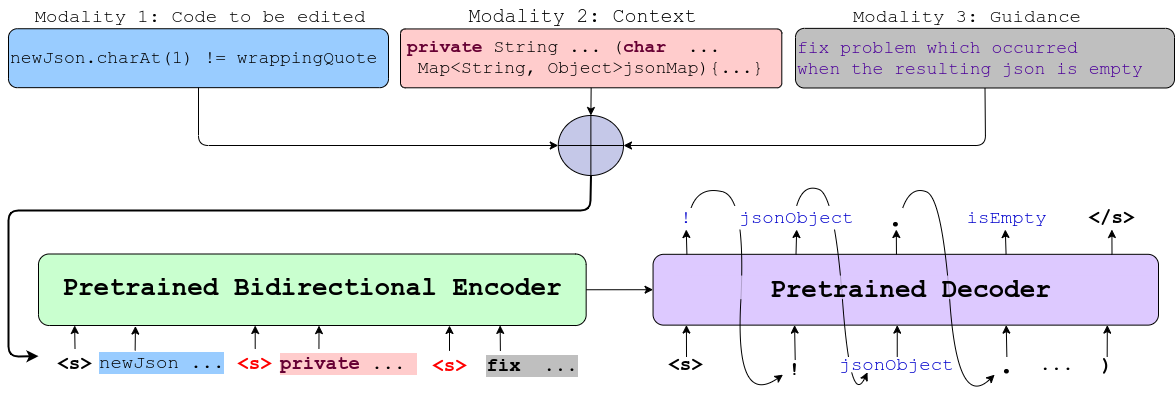 Modality 1: Code to be edited
Modality 2: Context
Modality 3: Guidance
newJson.charAt(1) != wrappingQuote
private String ... (char ...
Map<String, Object>jsonMap){...}
fix problem which occurred
when the resulting json is empty
! jsonObject . isEmpty </s>
Pretrained Bidirectional Encoder
Pretrained Decoder
<s> newJson ... <s> private ... <s> fix ...
<s> ! jsonObject . ... )